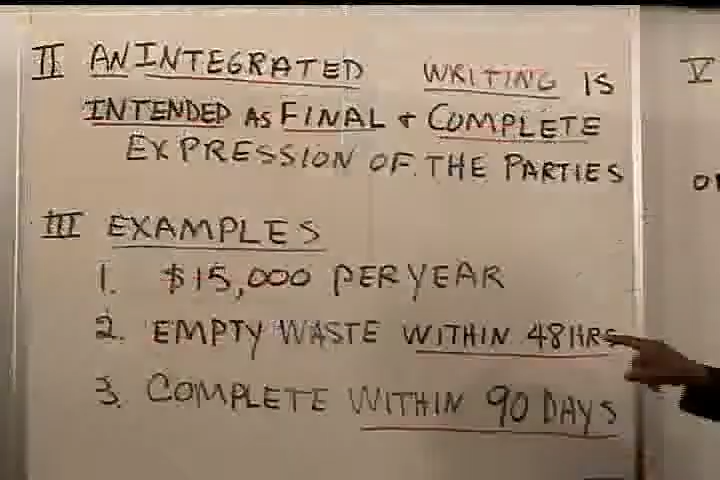 II AN INTEGRATED WRITING IS
INTENDED AS FINAL + COMPLETE
EXPRESSION OF THE PARTIES
III EXAMPLES
1. $15,000 PER YEAR
2. EMPTY WASTE WITHIN 48 HRS
3. COMPLETE WITHIN 90 DAYS
V